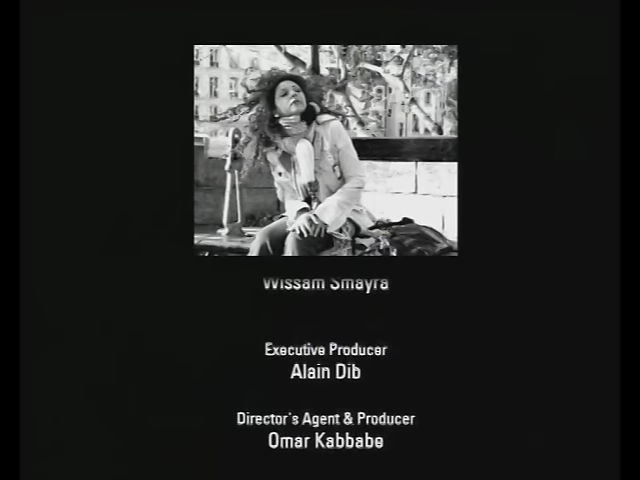 Wissam Smayra
Executive Producer
Alain Dib
Director's Agent & Producer
Omar Kabbabe